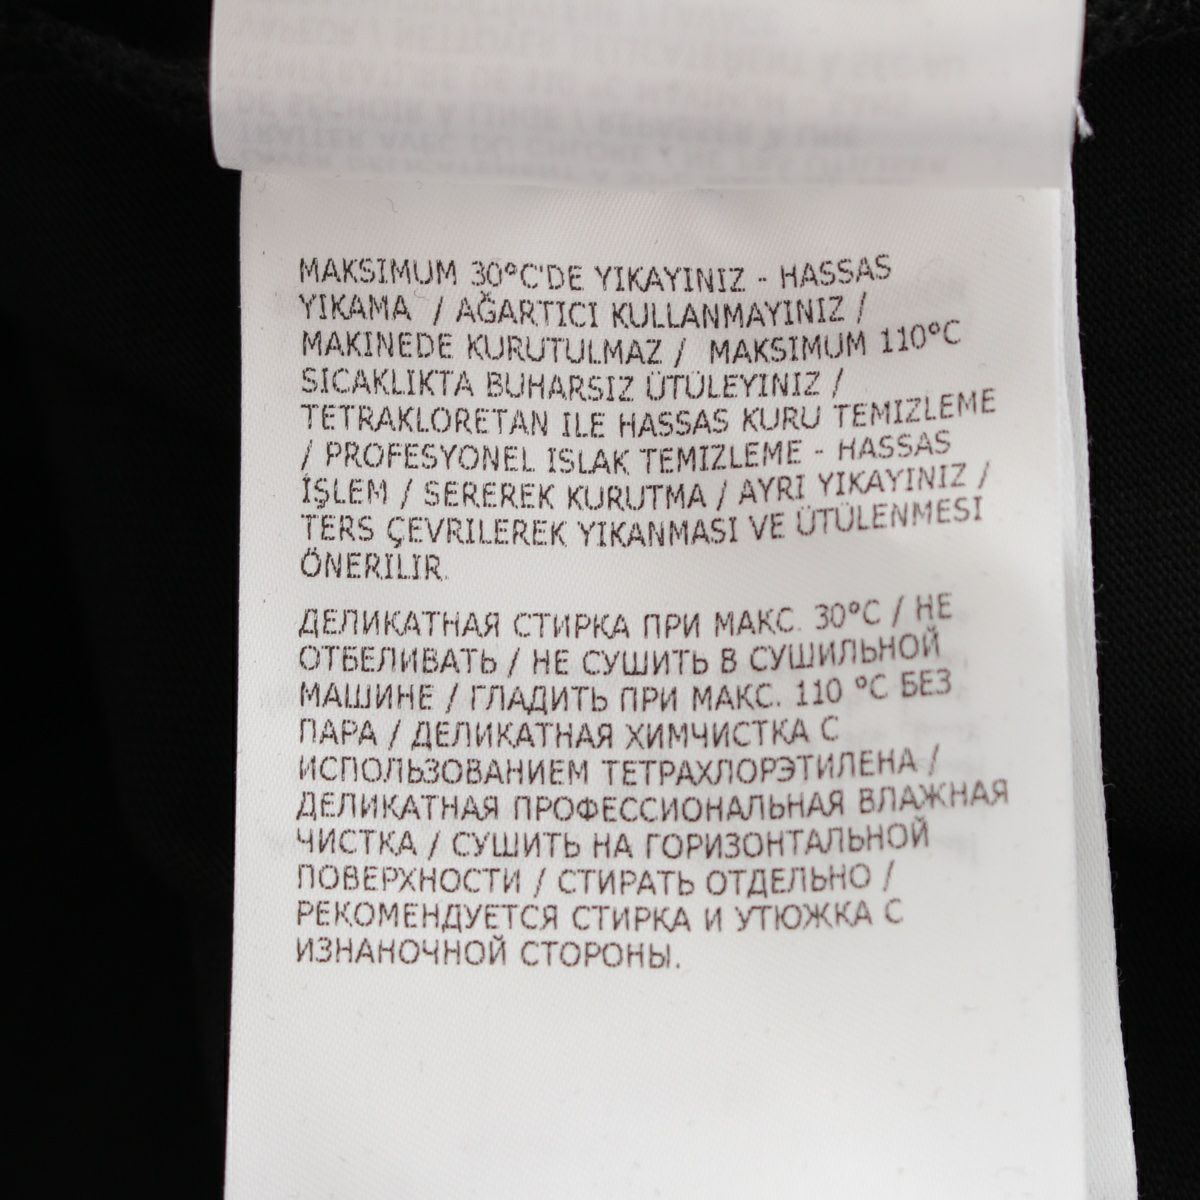 MAKSIMUM 30°C'DE YIKAYINIZ - HASSAS
YIKAMA / AĞARTICI KULLANMAYINIZ /
MAKINEDE KURUTULMAZ / MAKSIMUM 110°C
SICAKLIKTA BUHARSIZ ÜTÜLEYINIZ /
TETRAKLORETAN ILE HASSAS KURU TEMIZLEME
/ PROFESYONEL ISLAK TEMIZLEME - HASSAS
İŞLEM / SEREREK KURUTMA / AYRI YIKAYINIZ /
TERS ÇEVRILEREK YIKANMASI VE ÜTÜLENMESI
ÖNERILIR.
ДЕЛИКАТНАЯ СТИРКА ПРИ МАКС. 30°C / НЕ
ОТБЕЛИВАТЬ / НЕ СУШИТЬ В СУШИЛЬНОЙ
МАШИНЕ / ГЛАДИТЬ ПРИ МАКС. 110 °C БЕЗ
ПАРА / ДЕЛИКАТНАЯ ХИМЧИСТКА С
ИСПОЛЬЗОВАНИЕМ ТЕТРАХЛОРЭТИЛЕНА /
ДЕЛИКАТНАЯ ПРОФЕССИОНАЛЬНАЯ ВЛАЖНАЯ
ЧИСТКА / СУШИТЬ НА ГОРИЗОНТАЛЬНОЙ
ПОВЕРХНОСТИ / СТИРАТЬ ОТДЕЛЬНО /
РЕКОМЕНДУЕТСЯ СТИРКА И УТЮЖКА С
ИЗНАНОЧНОЙ СТОРОНЫ.